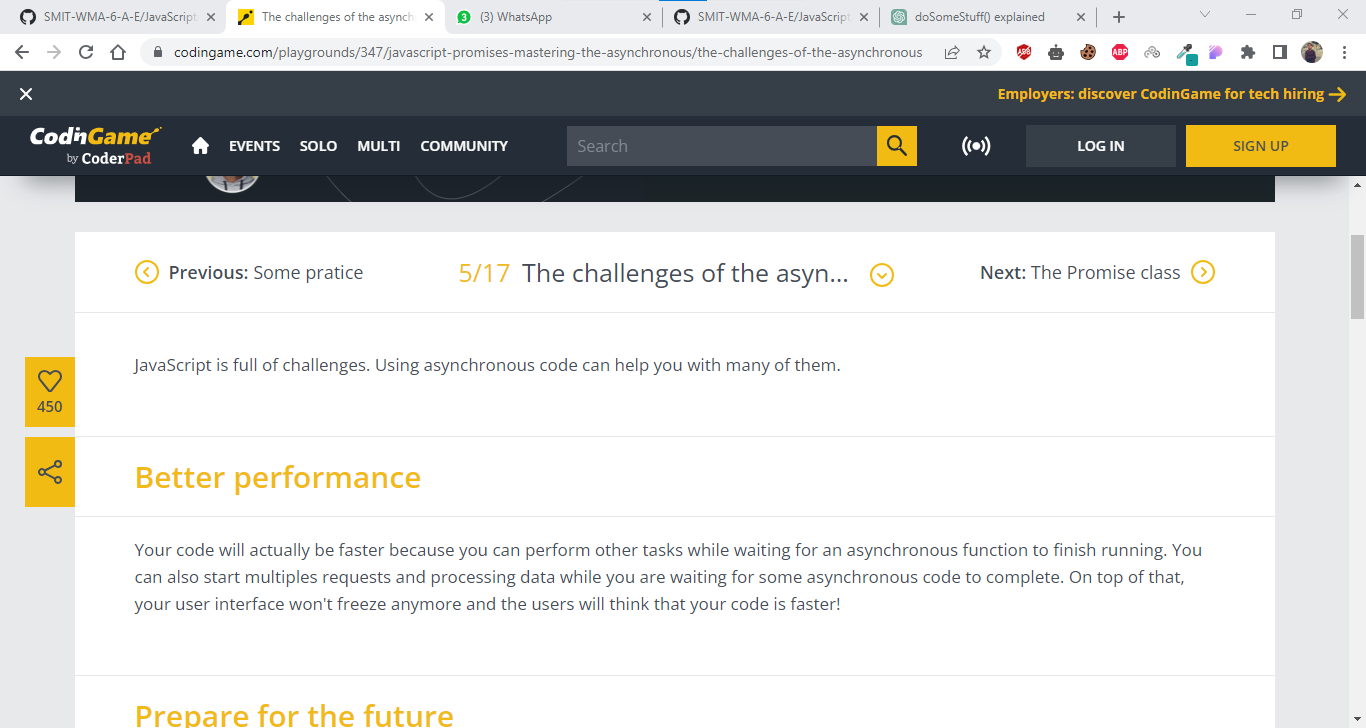 SMIT-WMA-6-A-E/JavaScript
The challenges of the asynch
(3) WhatsApp
SMIT-WMA-6-A-E/JavaScript
doSomeStuff() explained
codingame.com/playgrounds/347/javascript-promises-mastering-the-asynchronous/the-challenges-of-the-asynchronous
Employers: discover CodinGame for tech hiring
CodinGame
by CoderPad
EVENTS SOLO MULTI COMMUNITY
Search
LOG IN
SIGN UP
Previous: Some pratice
5/17 The challenges of the asyn...
Next: The Promise class
JavaScript is full of challenges. Using asynchronous code can help you with many of them.
450
Better performance
Your code will actually be faster because you can perform other tasks while waiting for an asynchronous function to finish running. You
can also start multiples requests and processing data while you are waiting for some asynchronous code to complete. On top of that,
your user interface won't freeze anymore and the users will think that your code is faster!
Prepare for the future